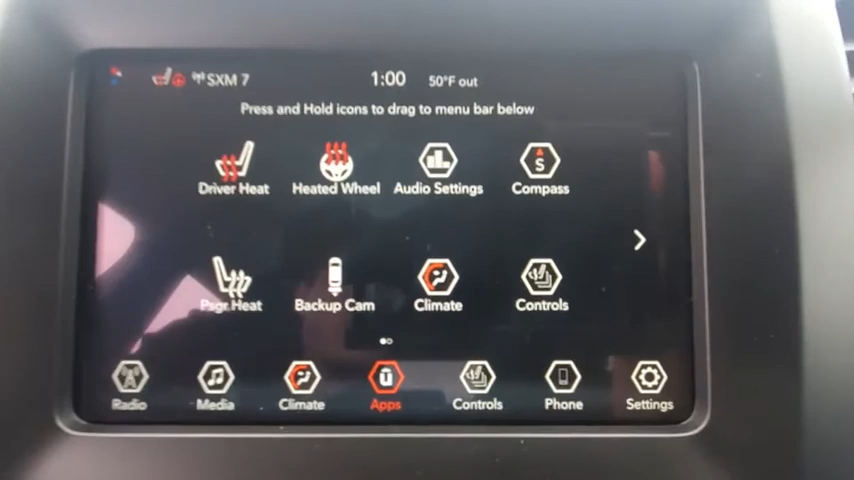 SXM 7 1:00 50°F out
Press and Hold icons to drag to menu bar below
Driver Heat Heated Wheel Audio Settings Compass
S
Psgr Heat Backup Cam Climate Controls
Radio Media Climate Apps Controls Phone Settings